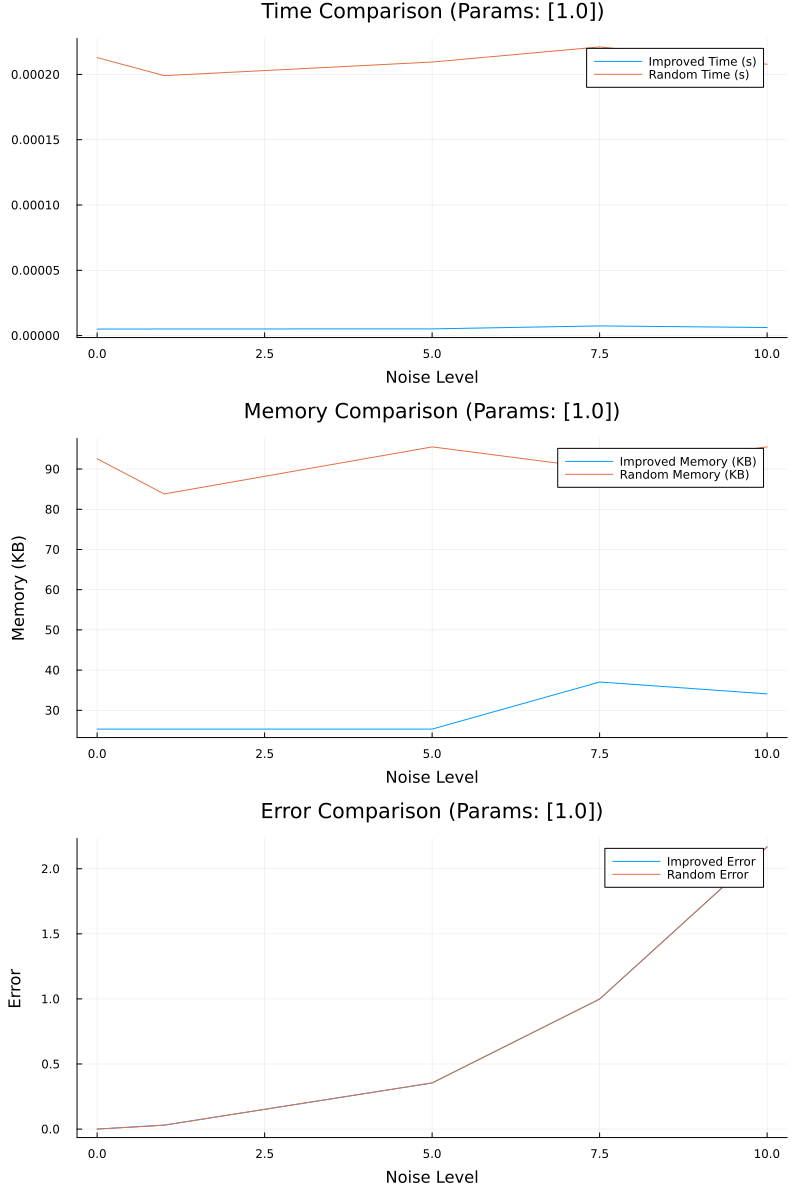 Time Comparison (Params: [1.0])
0.00020
0.00015
0.00010
0.00005
0.00000
Improved Time (s)
Random Time (s)
0.0 2.5 5.0 7.5 10.0
Noise Level
Memory Comparison (Params: [1.0])
Memory (KB)
90
80
70
60
50
40
30
Improved Memory (KB)
Random Memory (KB)
0.0 2.5 5.0 7.5 10.0
Noise Level
Error Comparison (Params: [1.0])
Error
2.0
1.5
1.0
0.5
0.0
Improved Error
Random Error
0.0 2.5 5.0 7.5 10.0
Noise Level